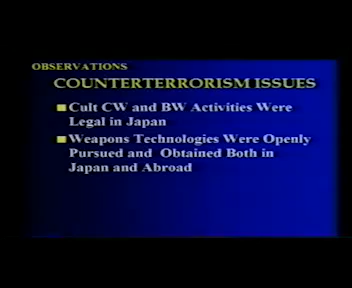 OBSERVATIONS
COUNTERTERRORISM ISSUES
Cult CW and BW Activities Were
Legal in Japan
Weapons Technologies Were Openly
Pursued and Obtained Both in
Japan and Abroad